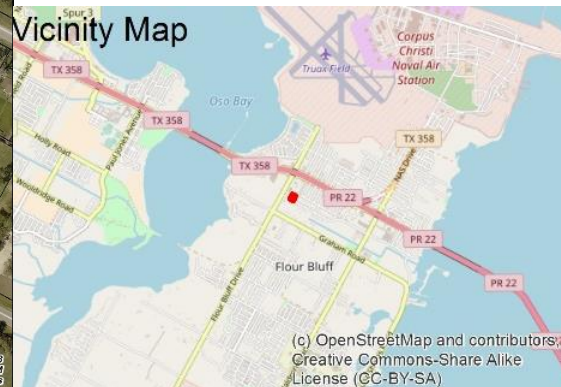 Vicinity Map
Spur 3
Corpus
Christi
Naval Air
Station
Truax Field
TX 358
Oso Bay
Paul Jones Avenue
TX 358
TX 358
Holly Road
NAS Drive
TX 358
Wooldridge Road
PR 22
PR 22
Graham Road
Flour Bluff
PR 22
Flour Bluff Drive
(c) OpenStreetMap and contributors,
Creative Commons-Share Alike
License (CC-BY-SA)